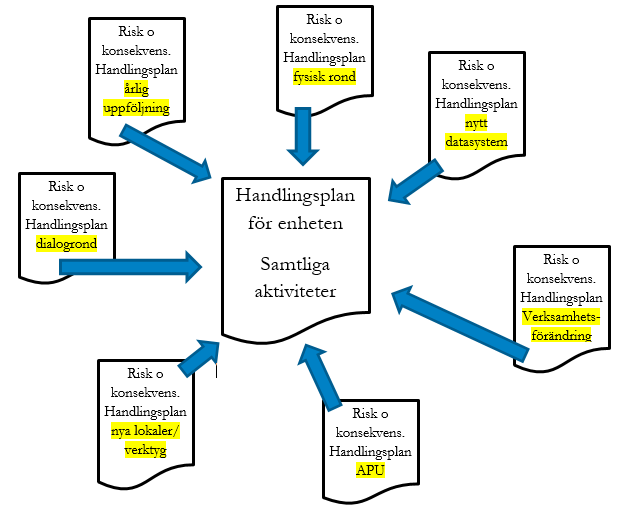 Risk o
konsekvens.
Handlingsplan
årlig
uppföljning
Risk o
konsekvens.
Handlingsplan
fysisk rond
Risk o
konsekvens.
Handlingsplan
nytt
datasystem
Risk o
konsekvens.
Handlingsplan
dialogrond
Handlingsplan
för enheten
Samtliga
aktiviteter
Risk o
konsekvens.
Handlingsplan
Verksamhets-
förändring
Risk o
konsekvens.
Handlingsplan
nya lokaler/
verktyg
Risk o
konsekvens.
Handlingsplan
APU